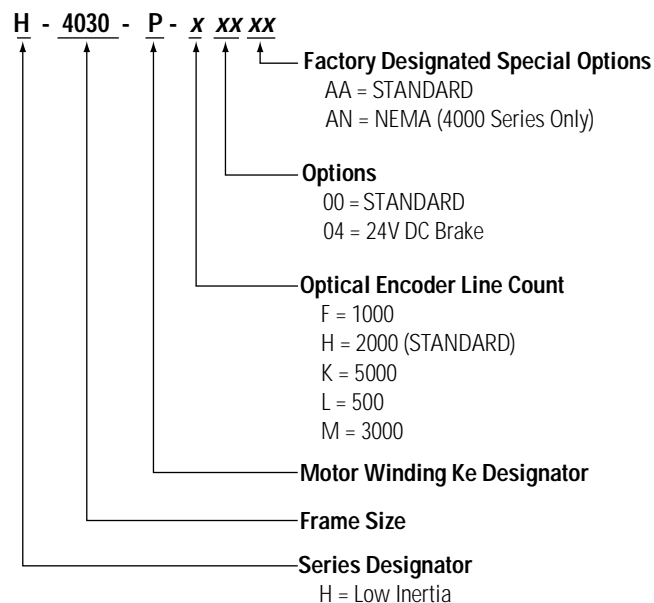 H - 4030 - P - x xx xx
Factory Designated Special Options
AA = STANDARD
AN = NEMA (4000 Series Only)
Options
00 = STANDARD
04 = 24V DC Brake
Optical Encoder Line Count
F = 1000
H = 2000 (STANDARD)
K = 5000
L = 500
M = 3000
Motor Winding Ke Designator
Frame Size
Series Designator
H = Low Inertia